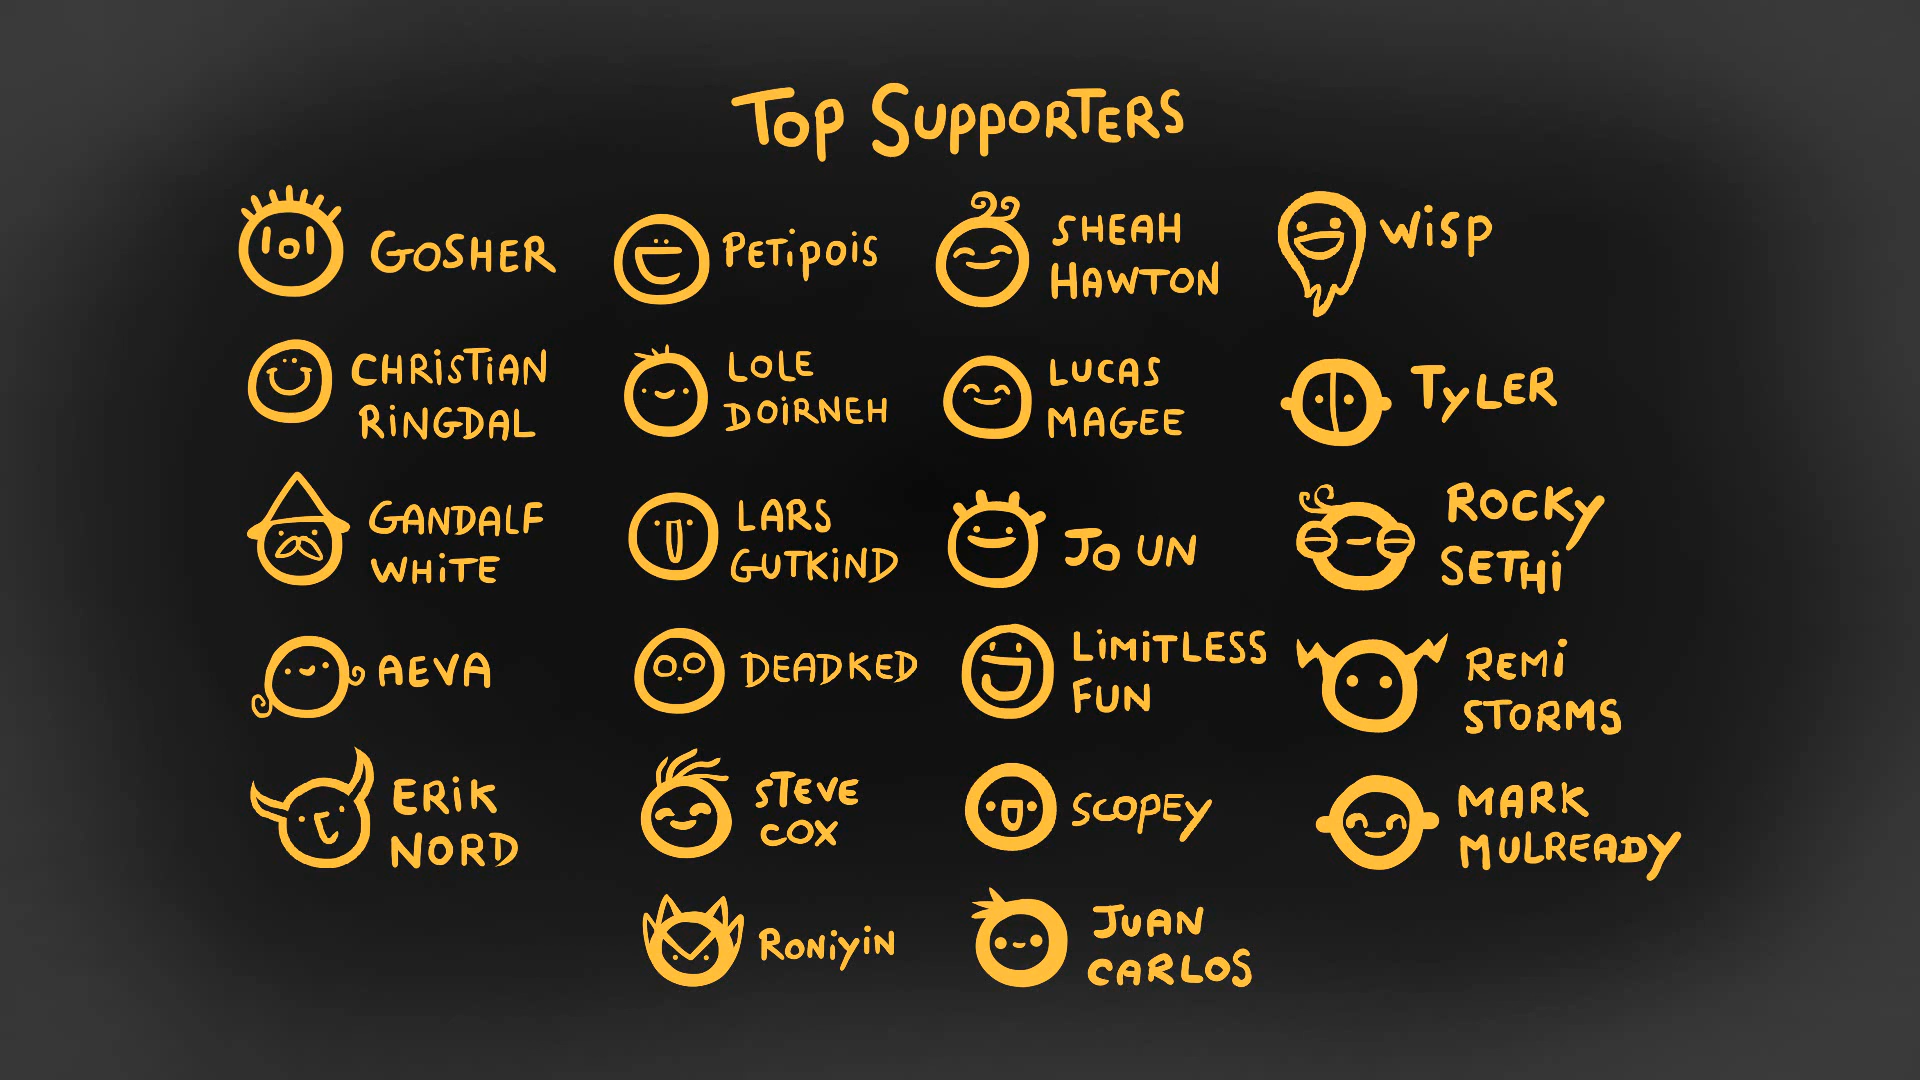 Top Supporters
GOSHER
Petipois
SHEAH
HAWTON
Wisp
CHRiSTiAN
RiNGDAL
LOLE
DOiRNEH
LUCAS
MAGEE
TyLER
GANDALF
WHiTE
LARS
GUTKiND
JO UN
ROCKy
SETHi
AEVA
DEADKED
LiMiTLESS
FUN
REMi
STORMS
ERiK
NORD
STEVE
COX
SCOPEY
MARK
MULREADY
RONiyiN
JUAN
CARLOS